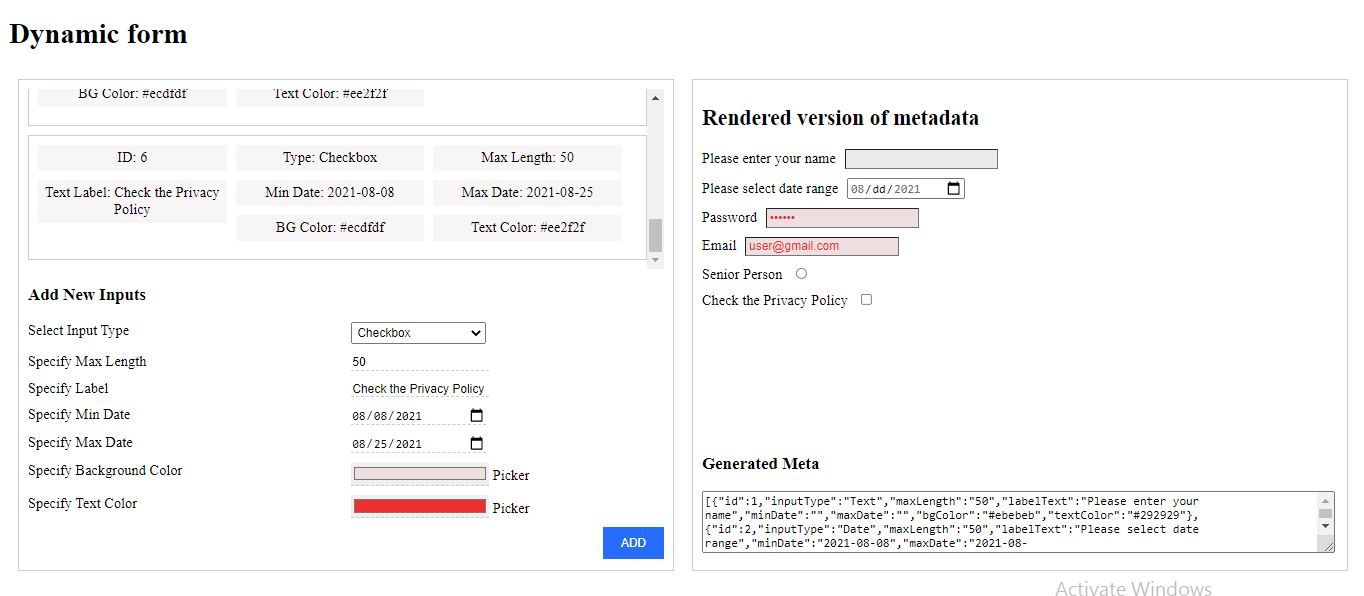 Dynamic form
BG Color: #ecdfdf
Text Color: #ee2f2f
ID: 6
Type: Checkbox
Max Length: 50
Text Label: Check the Privacy
Policy
Min Date: 2021-08-08
Max Date: 2021-08-25
BG Color: #ecdfdf
Text Color: #ee2f2f
Add New Inputs
Select Input Type
Checkbox
Specify Max Length
50
Specify Label
Check the Privacy Policy
Specify Min Date
08/08/2021
Specify Max Date
08/25/2021
Specify Background Color
Picker
Specify Text Color
Picker
ADD
Rendered version of metadata
Please enter your name
Please select date range
08/dd/2021
Password
••••••
Email
user@gmail.com
Senior Person
Check the Privacy Policy
Generated Meta
[{"id":1,"inputType":"Text","maxLength":"50","labelText":"Please enter your
name","minDate":"","maxDate":"","bgColor":"#ebebeb","textColor":"#292929"},
{"id":2,"inputType":"Date","maxLength":"50","labelText":"Please select date
range","minDate":"2021-08-08","maxDate":"2021-08-
Activate Windows